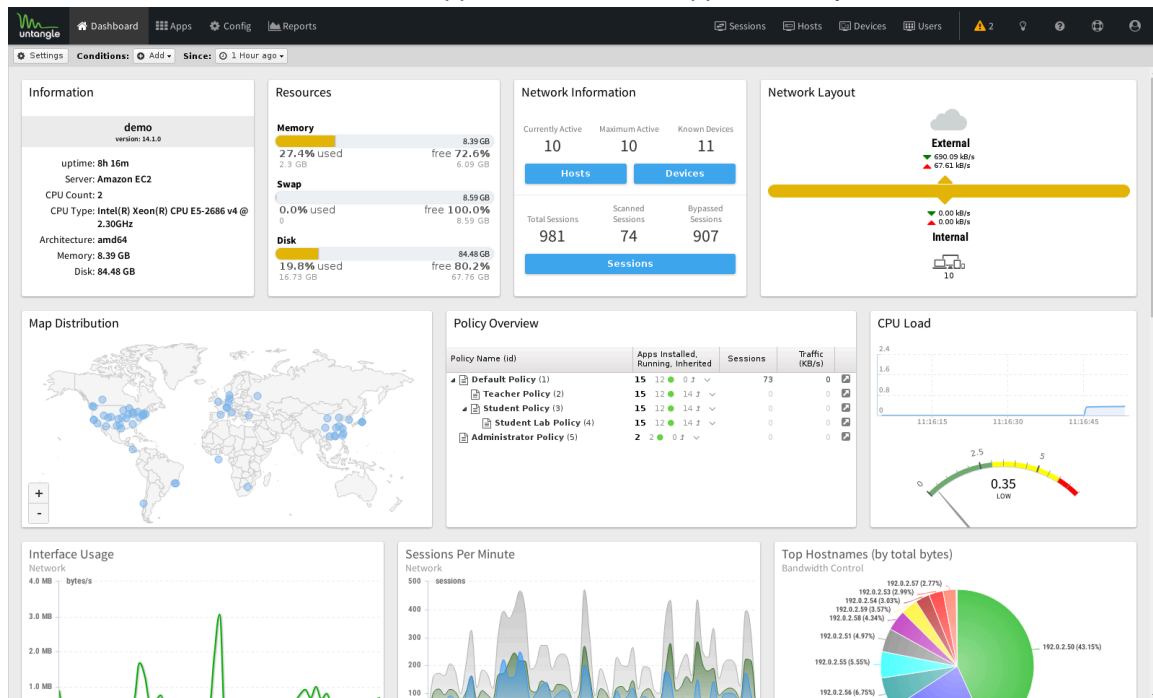 untangle
Dashboard
Apps
Config
Reports
Sessions
Hosts
Devices
Users
2
Settings
Conditions:
Add
Since:
1 Hour ago
Information
demo
version: 14.1.0
uptime: 8h 16m
Server: Amazon EC2
CPU Count: 2
CPU Type: Intel(R) Xeon(R) CPU E5-2686 v4 @
2.30GHz
Architecture: amd64
Memory: 8.39 GB
Disk: 84.48 GB
Resources
Memory
8.39 GB
27.4% used free 72.6%
2.3 GB 6.09 GB
Swap
8.59 GB
0.0% used free 100.0%
0 8.59 GB
Disk
84.48 GB
19.8% used free 80.2%
16.73 GB 67.76 GB
Network Information
Currently Active Maximum Active Known Devices
10 10 11
Hosts Devices
Total Sessions Scanned Sessions Bypassed Sessions
981 74 907
Sessions
Network Layout
External
690.09 kB/s
67.61 kB/s
0.00 kB/s
0.00 kB/s
Internal
10
Map Distribution
+
-
Policy Overview
Policy Name (id) Apps Installed, Running, Inherited Sessions Traffic (KB/s)
Default Policy (1) 15 12 0 73 0
Teacher Policy (2) 15 12 14 0 0
Student Policy (3) 15 12 14 0 0
Student Lab Policy (4) 15 12 14 0 0
Administrator Policy (5) 2 2 0 0 0
CPU Load
2.4
1.6
0.8
0
11:16:15 11:16:30 11:16:45
0 2.5 5
0.35
LOW
Interface Usage
Network
4.0 MB bytes/s
3.0 MB
2.0 MB
1.0 MB
Sessions Per Minute
Network
500 sessions
400
300
200
100
Top Hostnames (by total bytes)
Bandwidth Control
192.0.2.57 (2.77%)
192.0.2.53 (2.99%)
192.0.2.54 (3.03%)
192.0.2.59 (3.57%)
192.0.2.58 (4.34%)
192.0.2.51 (4.97%)
192.0.2.50 (43.15%)
192.0.2.55 (5.55%)
192.0.2.56 (6.75%)